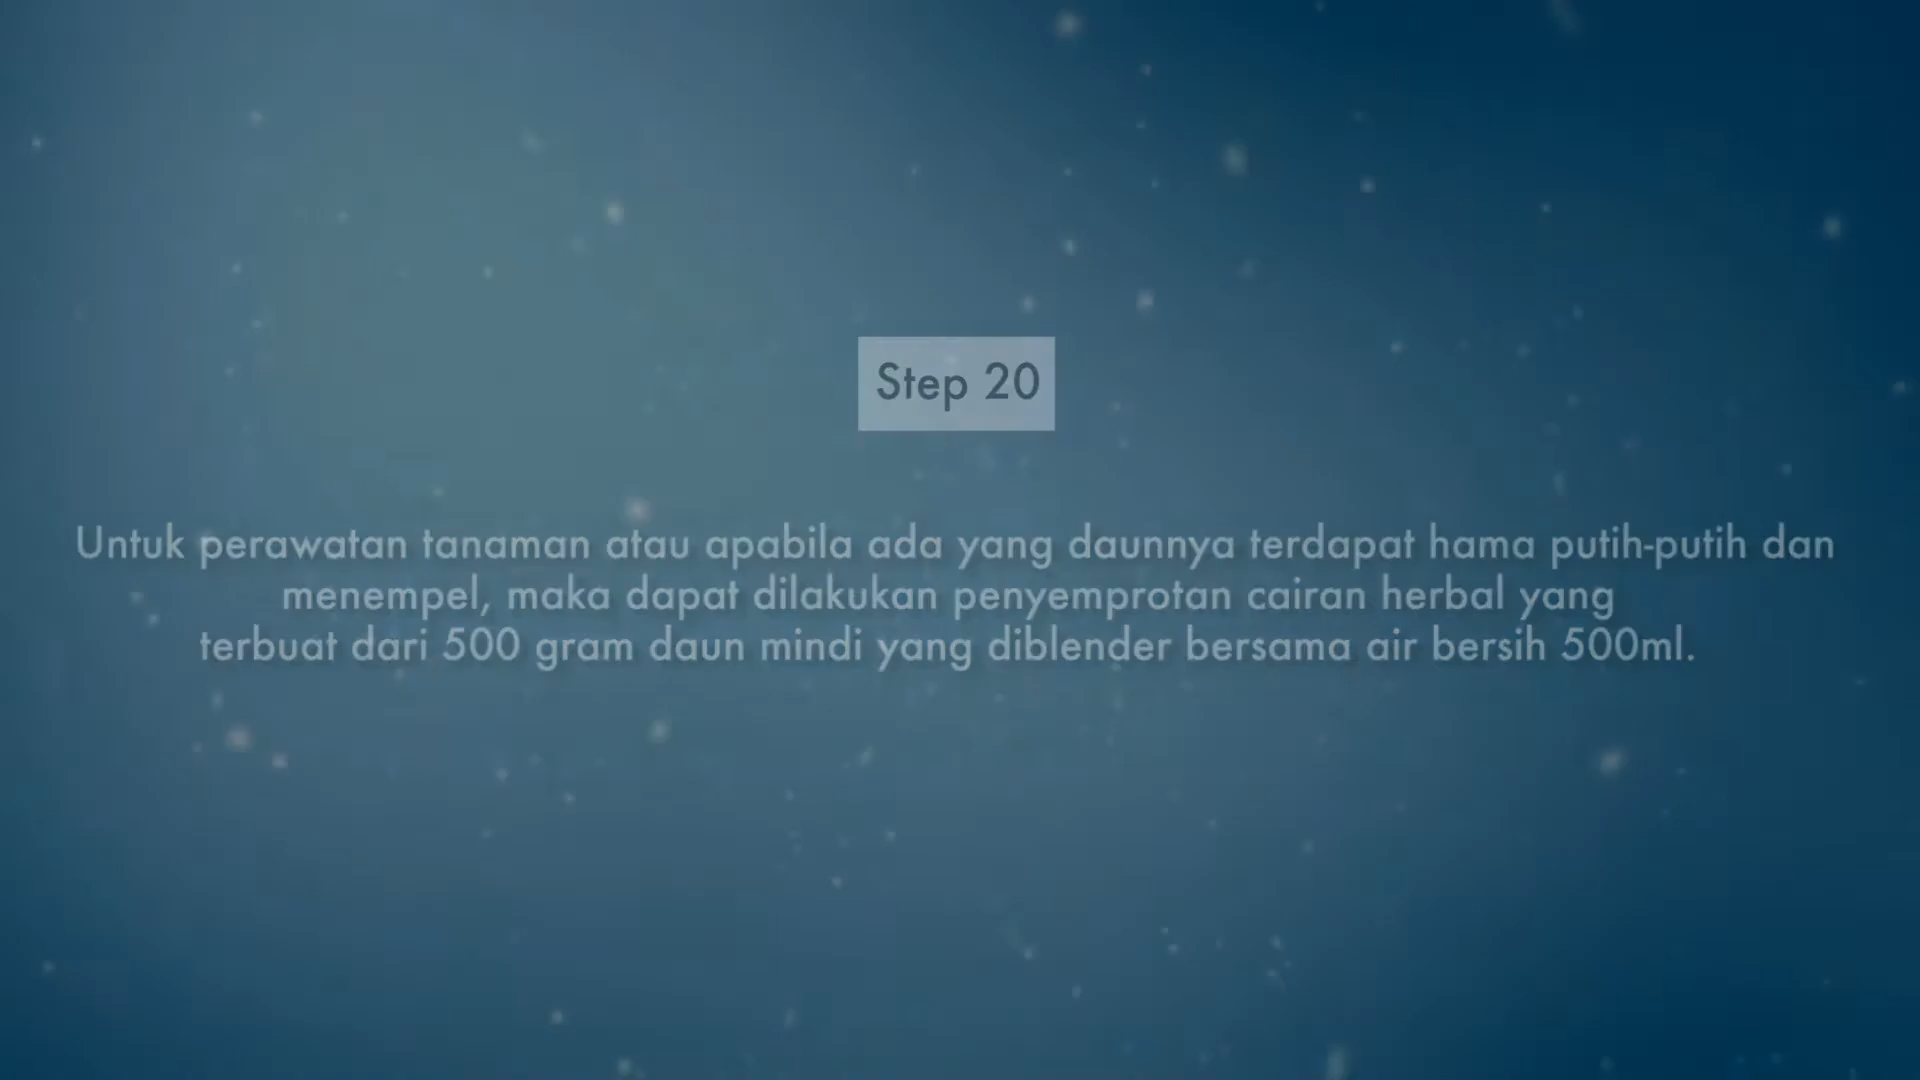 Step 20
Untuk perawatan tanaman atau apabila ada yang daunnya terdapat hama putih-putih dan
menempel, maka dapat dilakukan penyemprotan cairan herbal yang
terbuat dari 500 gram daun mindi yang diblender bersama air bersih 500ml.